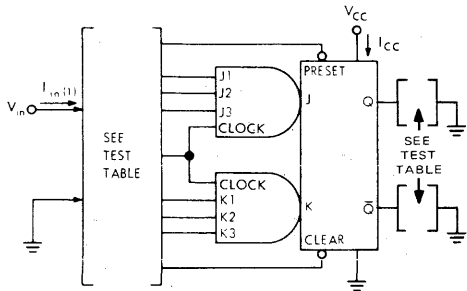 VCC
ICC
PRESET
J1
J2
J3
CLOCK
J
Q
Iin(1)
Vin
SEE
TEST
TABLE
SEE
TEST
TABLE
CLOCK
K1
K2
K3
K
Q̅
CLEAR